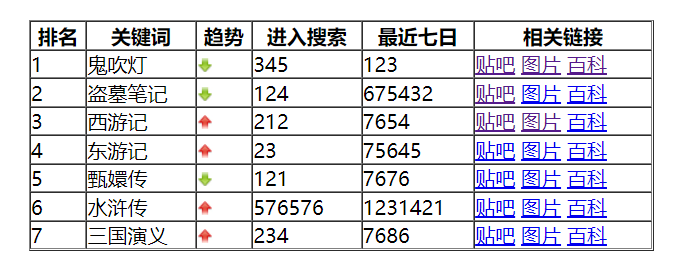 排名 关键词 趋势 进入搜索 最近七日 相关链接
1 鬼吹灯 345 123 贴吧 图片 百科
2 盗墓笔记 124 675432 贴吧 图片 百科
3 西游记 212 7654 贴吧 图片 百科
4 东游记 23 75645 贴吧 图片 百科
5 甄嬛传 121 7676 贴吧 图片 百科
6 水浒传 576576 1231421 贴吧 图片 百科
7 三国演义 234 7686 贴吧 图片 百科